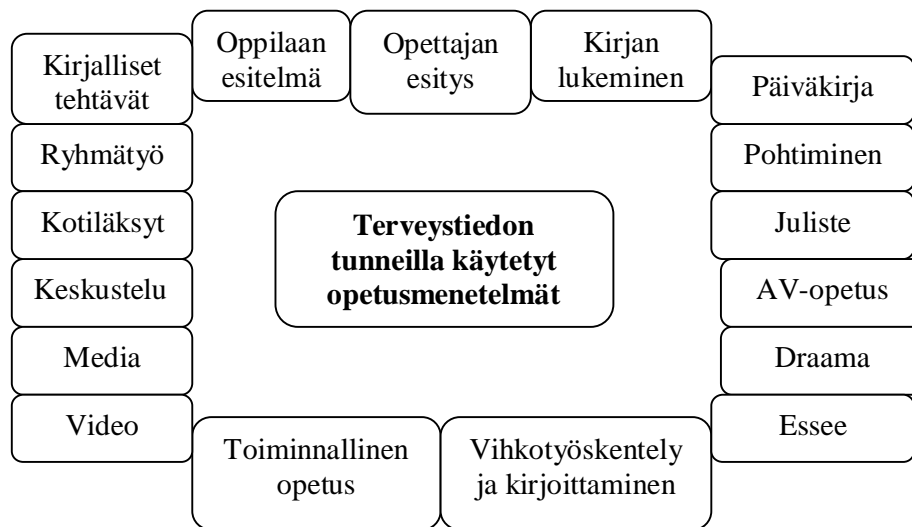 Oppilaan
esitelmä
Opettajan
esitys
Kirjan
lukeminen
Kirjalliset
tehtävät
Päiväkirja
Ryhmätyö
Pohtiminen
Kotiläksyt
Terveystiedon
tunneilla käytetyt
opetusmenetelmät
Juliste
Keskustelu
AV-opetus
Media
Draama
Video
Essee
Toiminnallinen
opetus
Vihkotyöskentely
ja kirjoittaminen